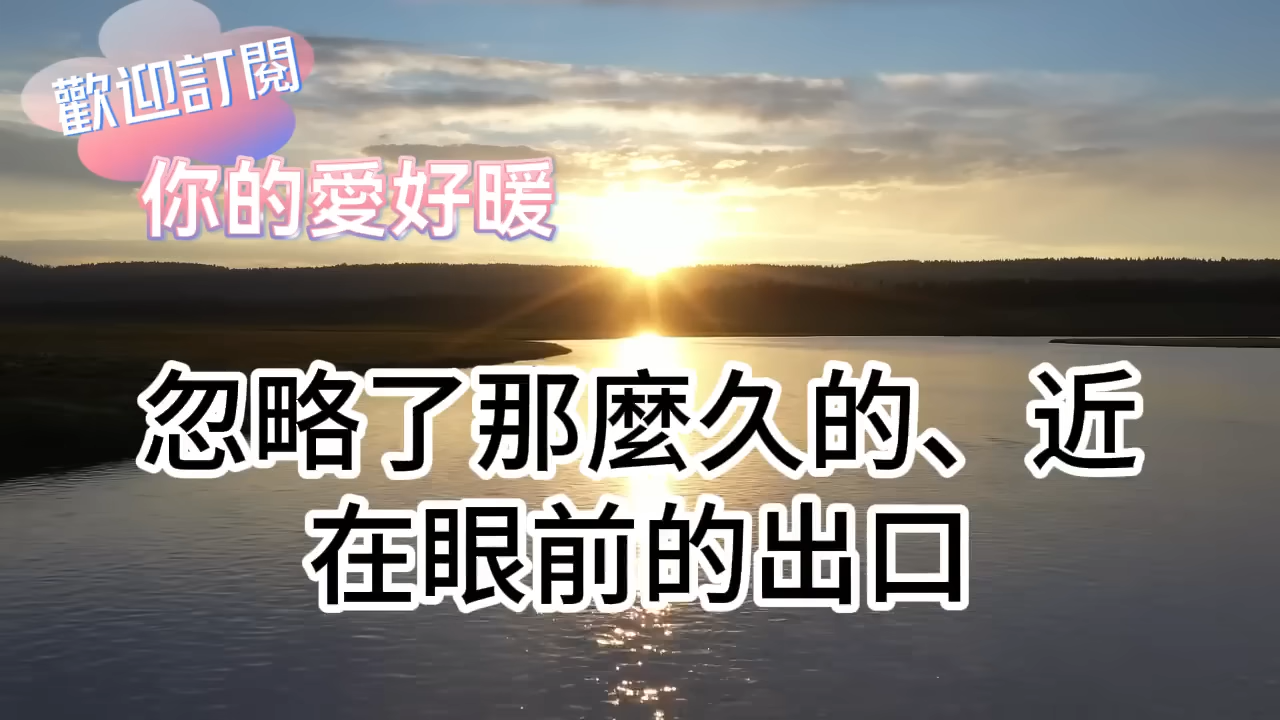 歡迎訂閱
你的愛好暖
忽略了那麼久的、近
在眼前的出口